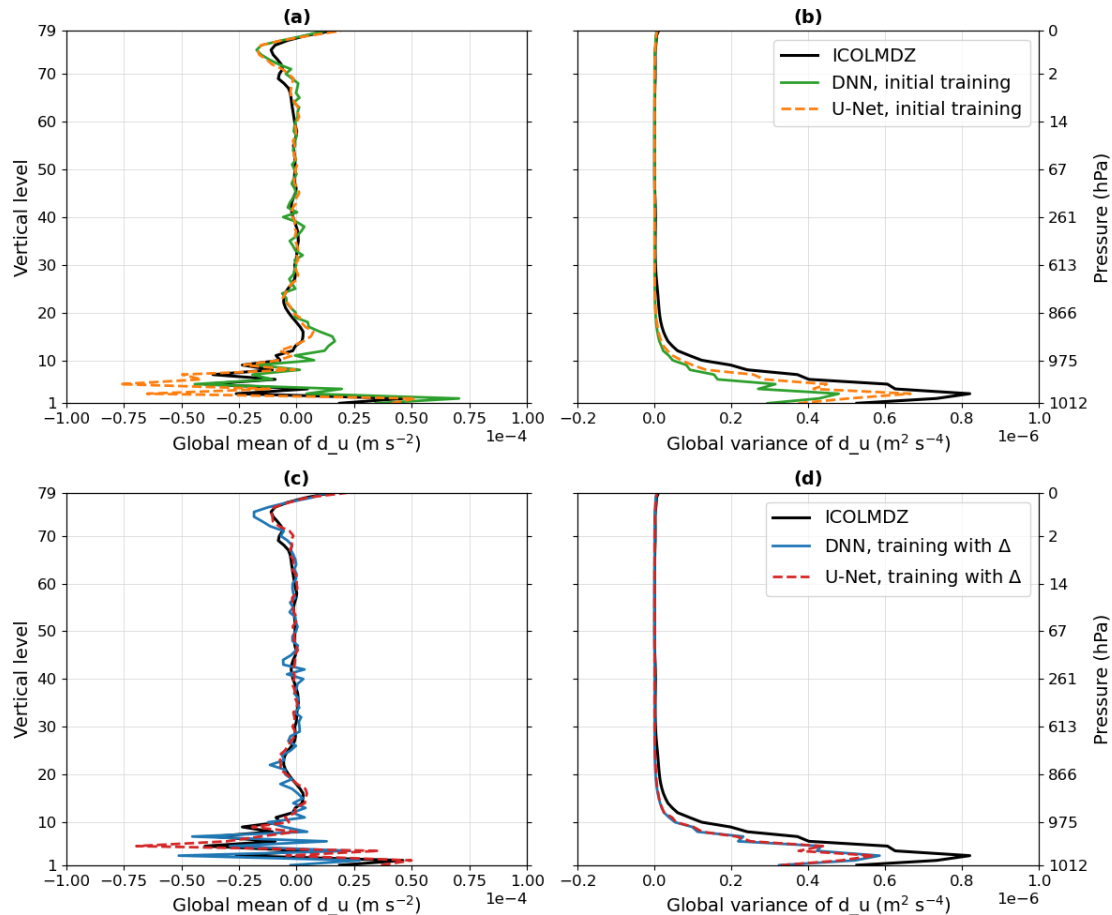 (a)
79
70
60
50
40
30
20
10
1
Vertical level
−1.00 −0.75 −0.50 −0.25 0.00 0.25 0.50 0.75 1.00
1e−4
Global mean of d_u (m s⁻²)
(b)
ICOLMDZ
DNN, initial training
U-Net, initial training
0
2
14
67
261
613
866
975
1012
Pressure (hPa)
−0.2 0.0 0.2 0.4 0.6 0.8 1.0
1e−6
Global variance of d_u (m² s⁻⁴)
(c)
79
70
60
50
40
30
20
10
1
Vertical level
−1.00 −0.75 −0.50 −0.25 0.00 0.25 0.50 0.75 1.00
1e−4
Global mean of d_u (m s⁻²)
(d)
ICOLMDZ
DNN, training with Δ
U-Net, training with Δ
0
2
14
67
261
613
866
975
1012
Pressure (hPa)
−0.2 0.0 0.2 0.4 0.6 0.8 1.0
1e−6
Global variance of d_u (m² s⁻⁴)